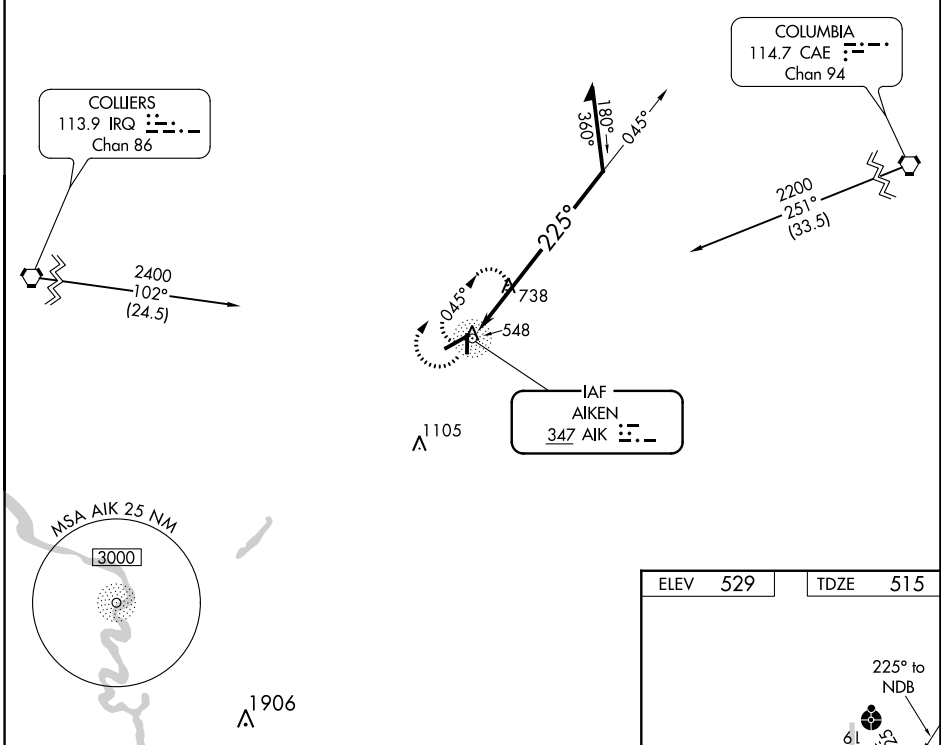 COLLIERS
113.9 IRQ
Chan 86
COLUMBIA
114.7 CAE
Chan 94
180°
360°
045°
2200
251°
(33.5)
225°
2400
102°
(24.5)
045°
738
548
IAF
AIKEN
347 AIK
1105
MSA AIK 25 NM
3000
1906
ELEV 529
TDZE 515
225° to
NDB